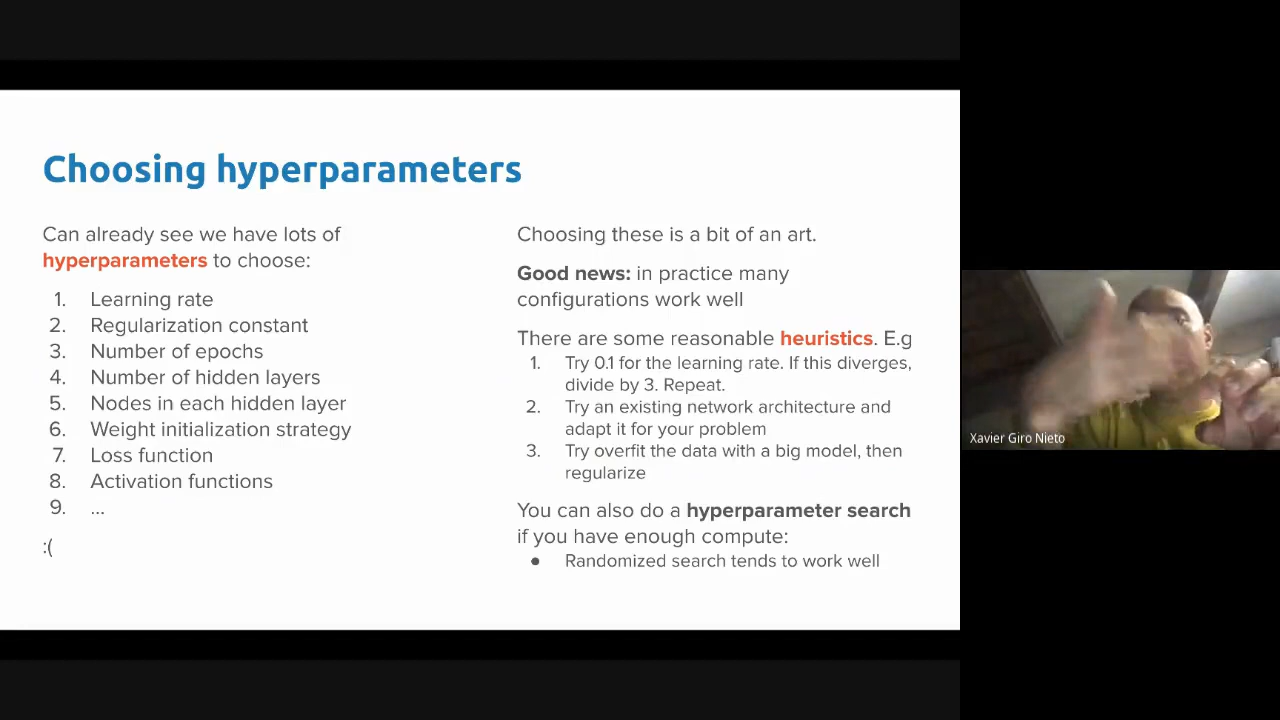 Choosing hyperparameters
Can already see we have lots of
hyperparameters to choose:
1. Learning rate
2. Regularization constant
3. Number of epochs
4. Number of hidden layers
5. Nodes in each hidden layer
6. Weight initialization strategy
7. Loss function
8. Activation functions
9. ...
:(
Choosing these is a bit of an art.
Good news: in practice many
configurations work well
There are some reasonable heuristics. E.g
1. Try 0.1 for the learning rate. If this diverges,
divide by 3. Repeat.
2. Try an existing network architecture and
adapt it for your problem
3. Try overfit the data with a big model, then
regularize
You can also do a hyperparameter search
if you have enough compute:
● Randomized search tends to work well
Xavier Giro Nieto